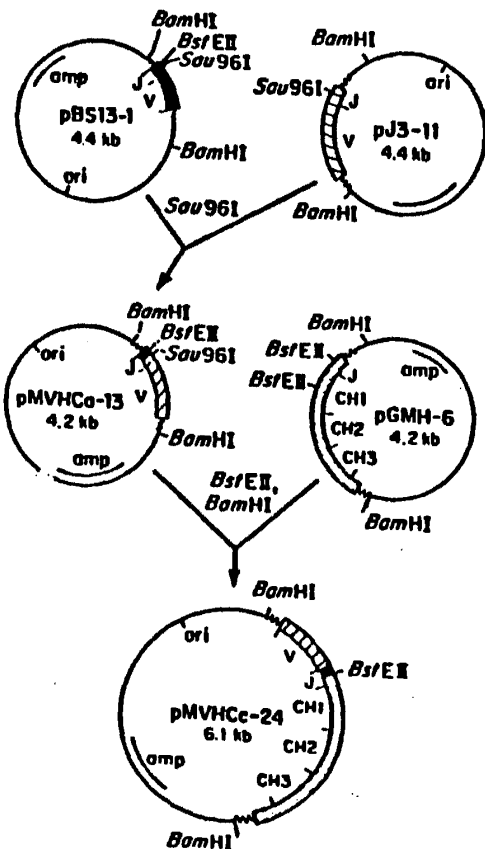 BamHI
BstEII
Sau96I
amp
J
V
pBS13-1
4.4 kb
BamHI
ori
BamHI
ori
Sau96I
J
pJ3-11
V
4.4 kb
BamHI
Sau96I
BamHI
BstEII
Sau96I
ori
J
V
pMVHCa-13
4.2 kb
BamHI
amp
BamHI
BstEII
BstEII
amp
J
CH1
pGMH-6
CH2
4.2 kb
CH3
BamHI
BstEII,
BamHI
BamHI
ori
V
J
BstEII
CH1
pMVHCc-24
6.1 kb
CH2
amp
CH3
BamHI